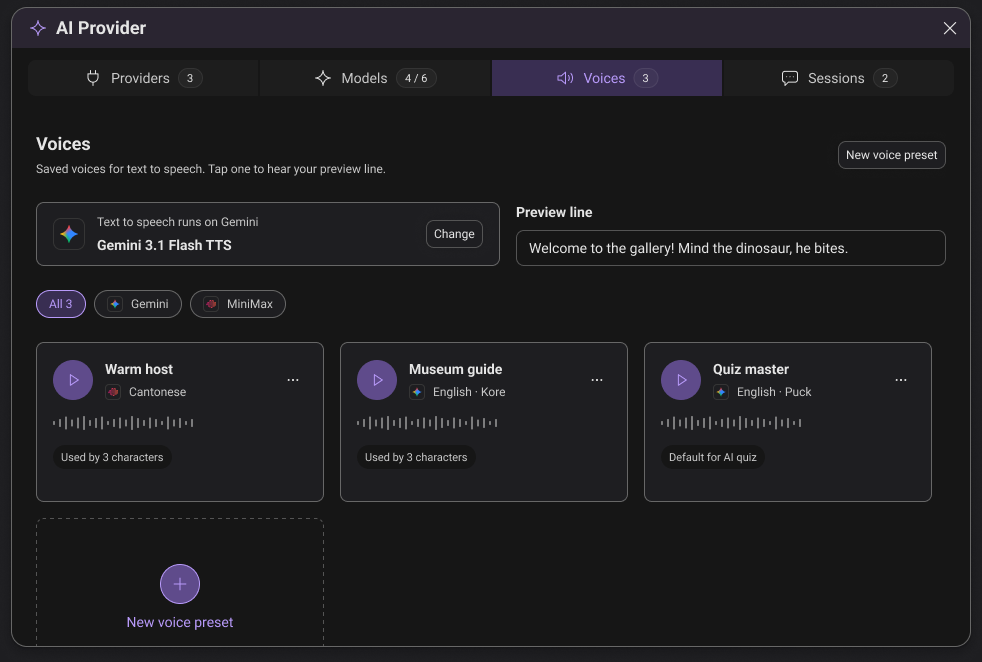 AI Provider
Providers 3
Models 4 / 6
Voices 3
Sessions 2
Voices
Saved voices for text to speech. Tap one to hear your preview line.
New voice preset
Text to speech runs on Gemini
Gemini 3.1 Flash TTS
Change
Preview line
Welcome to the gallery! Mind the dinosaur, he bites.
All 3
Gemini
MiniMax
Warm host
Cantonese
Used by 3 characters
Museum guide
English · Kore
Used by 3 characters
Quiz master
English · Puck
Default for AI quiz
New voice preset